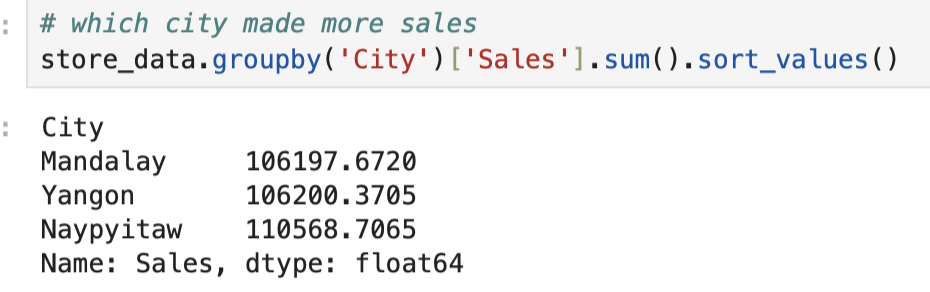 : # which city made more sales
store_data.groupby('City')['Sales'].sum().sort_values()
: City
Mandalay 106197.6720
Yangon 106200.3705
Naypyitaw 110568.7065
Name: Sales, dtype: float64